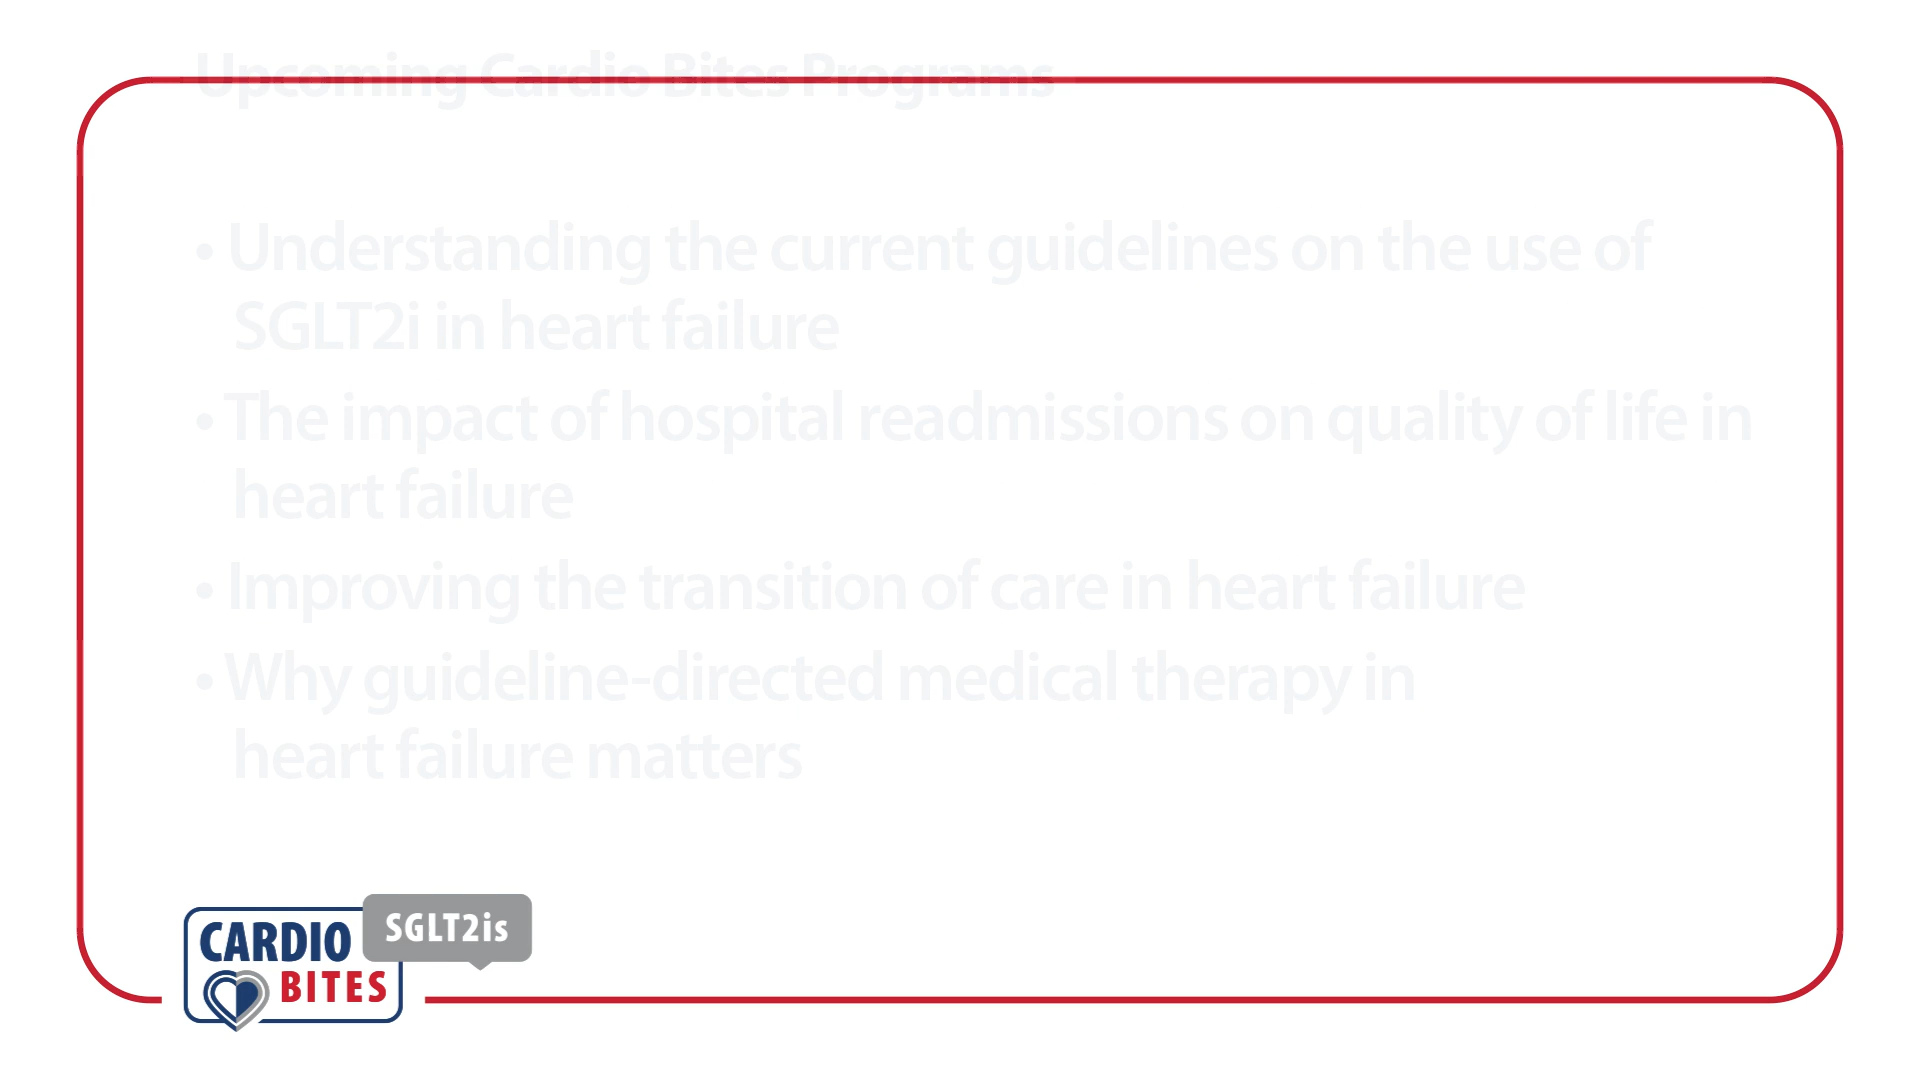 Upcoming Cardio Bites Programs
• Understanding the current guidelines on the use of
SGLT2i in heart failure
• The impact of hospital readmissions on quality of life in
heart failure
• Improving the transition of care in heart failure
• Why guideline-directed medical therapy in
heart failure matters
CARDIO
SGLT2is
BITES